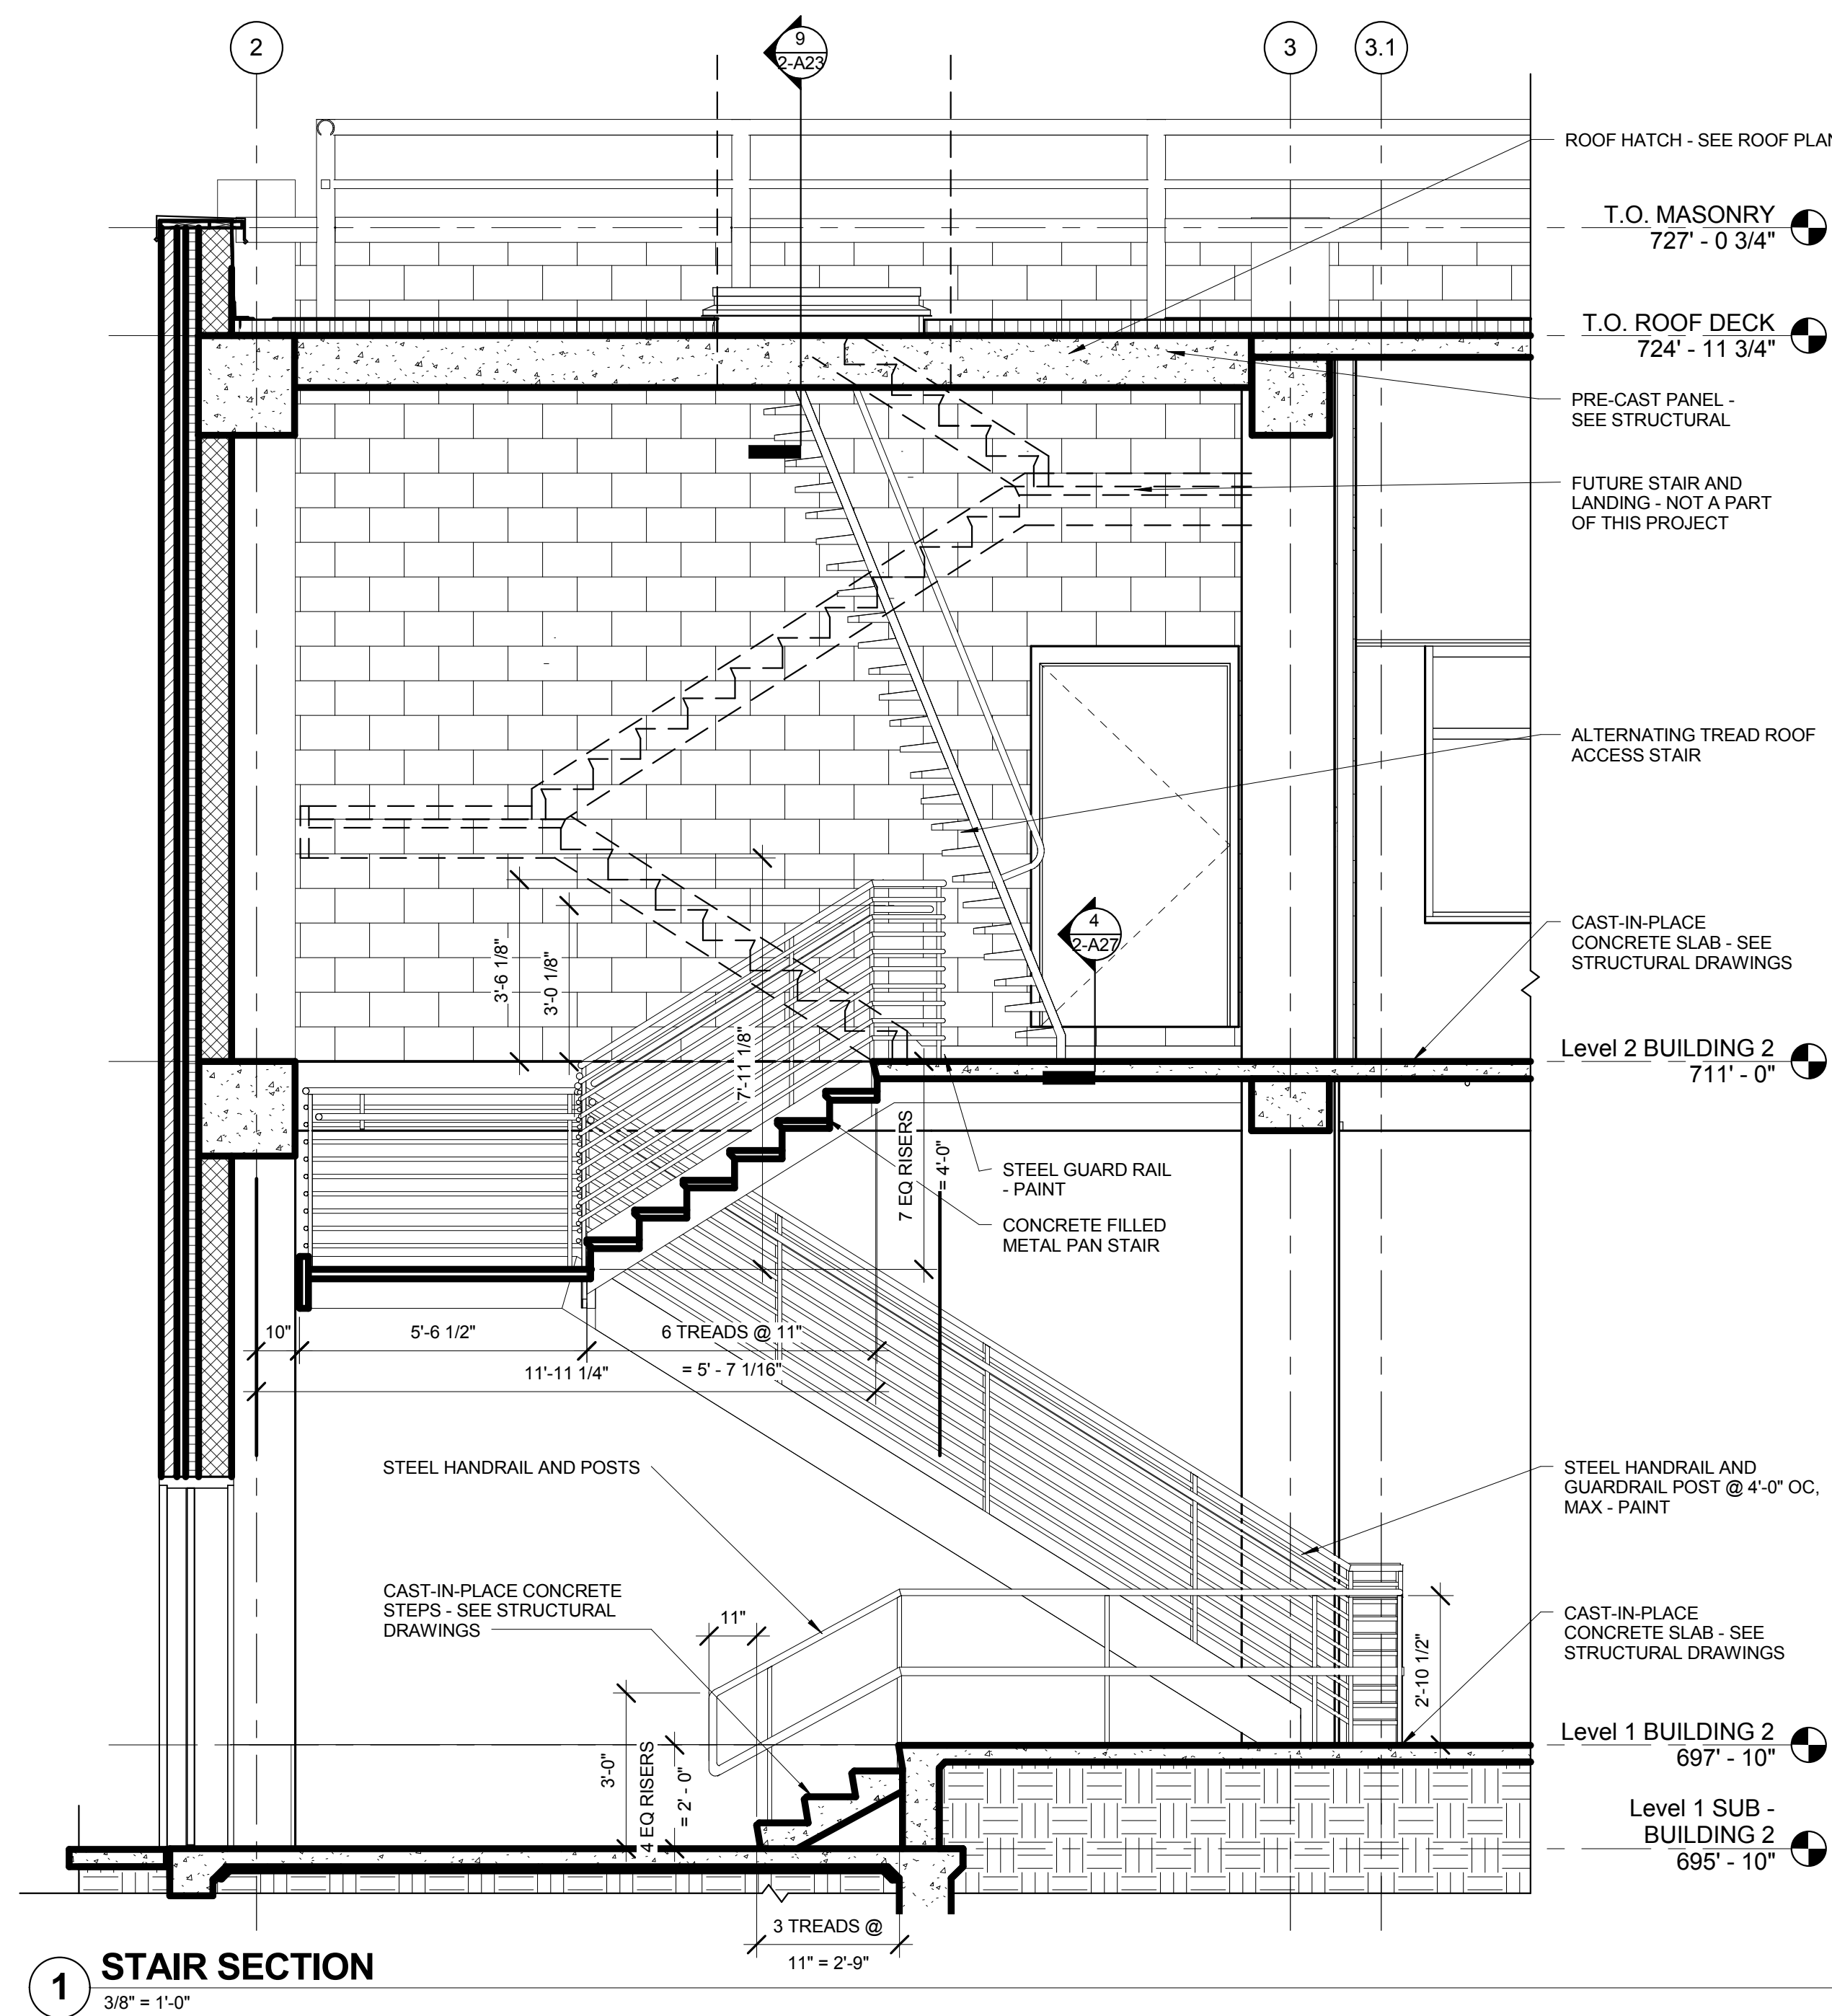 2
9
2-A23
3
3.1
ROOF HATCH - SEE ROOF PLAN
T.O. MASONRY
727' - 0 3/4"
T.O. ROOF DECK
724' - 11 3/4"
PRE-CAST PANEL -
SEE STRUCTURAL
FUTURE STAIR AND
LANDING - NOT A PART
OF THIS PROJECT
ALTERNATING TREAD ROOF
ACCESS STAIR
4
2-A27
CAST-IN-PLACE
CONCRETE SLAB - SEE
STRUCTURAL DRAWINGS
3'-6 1/8"
3'-0 1/8"
7'-11 1/8"
Level 2 BUILDING 2
711' - 0"
7 EQ RISERS
= 4'-0"
STEEL GUARD RAIL
- PAINT
CONCRETE FILLED
METAL PAN STAIR
10"
5'-6 1/2"
6 TREADS @ 11"
= 5' - 7 1/16"
11'-11 1/4"
STEEL HANDRAIL AND POSTS
STEEL HANDRAIL AND
GUARDRAIL POST @ 4'-0" OC,
MAX - PAINT
CAST-IN-PLACE CONCRETE
STEPS - SEE STRUCTURAL
DRAWINGS
11"
CAST-IN-PLACE
CONCRETE SLAB - SEE
STRUCTURAL DRAWINGS
2'-10 1/2"
3'-0"
4 EQ RISERS
= 2' - 0"
Level 1 BUILDING 2
697' - 10"
Level 1 SUB -
BUILDING 2
695' - 10"
3 TREADS @
11" = 2'-9"
1
STAIR SECTION
3/8" = 1'-0"